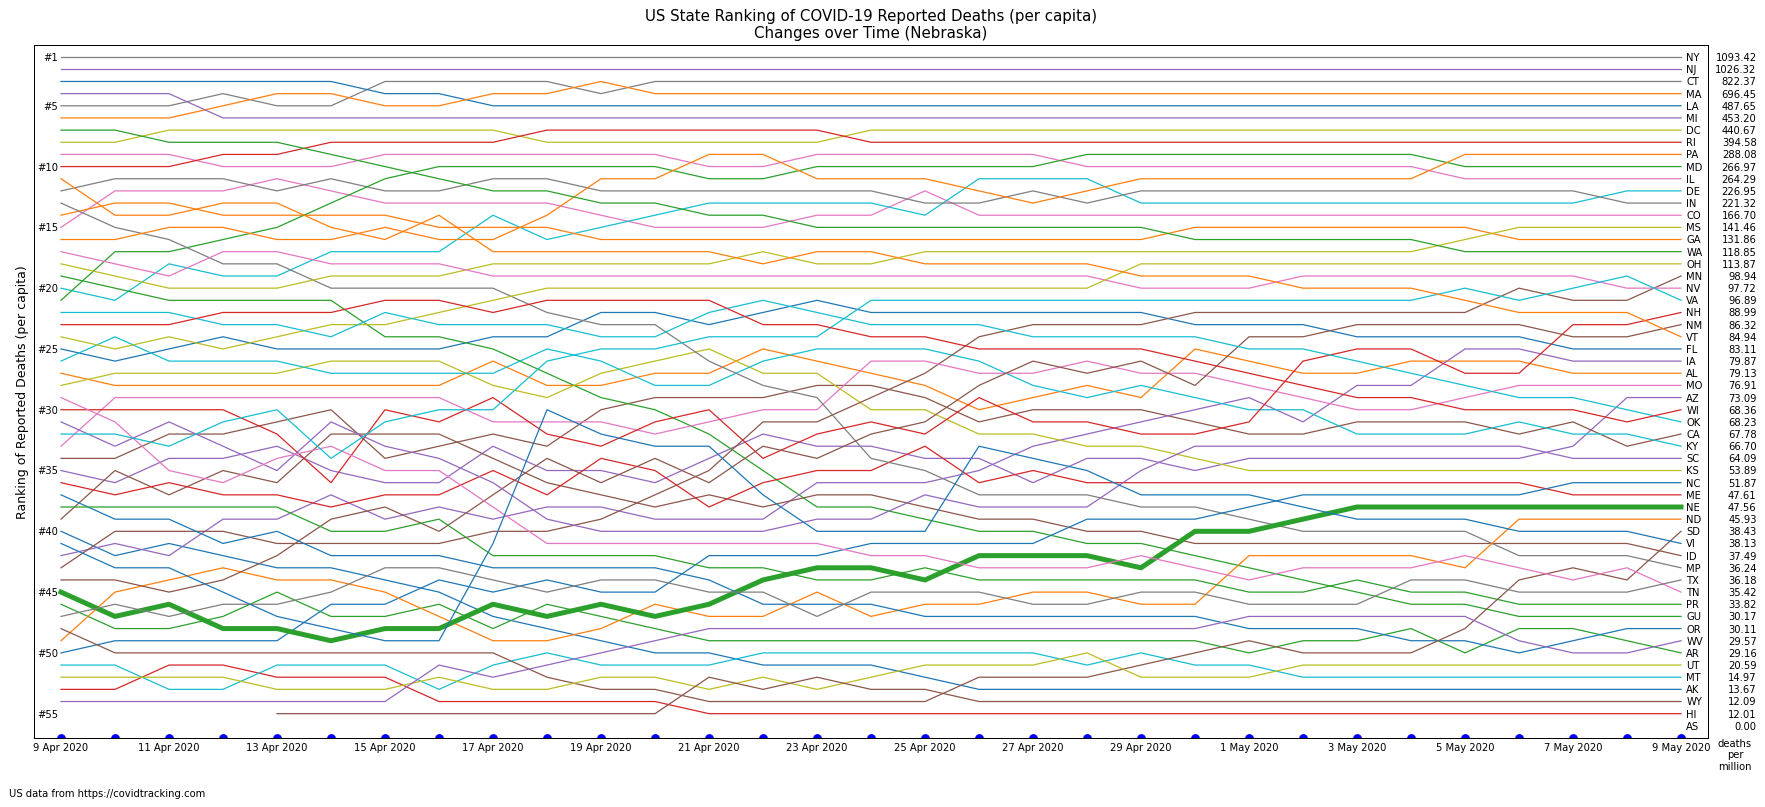 US State Ranking of COVID-19 Reported Deaths (per capita)
Changes over Time (Nebraska)
Ranking of Reported Deaths (per capita)
#1
#5
#10
#15
#20
#25
#30
#35
#40
#45
#50
#55
NY 1093.42
NJ 1026.32
CT 822.37
MA 696.45
LA 487.65
MI 453.20
DC 440.67
RI 394.58
PA 288.08
MD 266.97
IL 264.29
DE 226.95
IN 221.32
CO 166.70
MS 141.46
GA 131.86
WA 118.85
OH 113.87
MN 98.94
NV 97.72
VA 96.89
NH 88.99
NM 86.32
VT 84.94
FL 83.11
IA 79.87
AL 79.13
MO 76.91
AZ 73.09
WI 68.36
OK 68.23
CA 67.78
KY 66.70
SC 64.09
KS 53.89
NC 51.87
ME 47.61
NE 47.56
ND 45.93
SD 38.43
VI 38.13
ID 37.49
MP 36.24
TX 36.18
TN 35.42
PR 33.82
GU 30.17
OR 30.11
WV 29.57
AR 29.16
UT 20.59
MT 14.97
AK 13.67
WY 12.09
HI 12.01
AS 0.00
9 Apr 2020 11 Apr 2020 13 Apr 2020 15 Apr 2020 17 Apr 2020 19 Apr 2020 21 Apr 2020 23 Apr 2020 25 Apr 2020 27 Apr 2020 29 Apr 2020 1 May 2020 3 May 2020 5 May 2020 7 May 2020 9 May 2020
deaths
per
million
US data from https://covidtracking.com